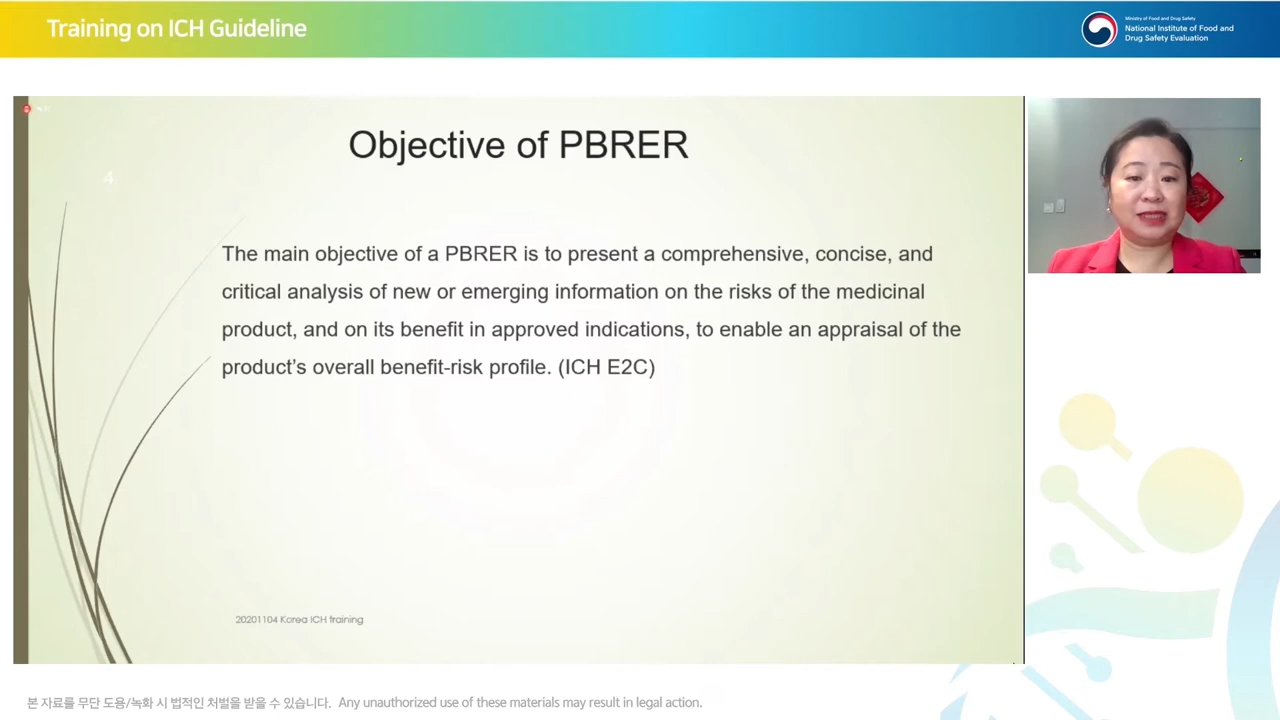 Training on ICH Guideline
Ministry of Food and Drug Safety
National Institute of Food and
Drug Safety Evaluation
Objective of PBRER
4
The main objective of a PBRER is to present a comprehensive, concise, and
critical analysis of new or emerging information on the risks of the medicinal
product, and on its benefit in approved indications, to enable an appraisal of the
product’s overall benefit-risk profile. (ICH E2C)
20201104 Korea ICH training
본 자료를 무단 도용/녹화 시 법적인 처벌을 받을 수 있습니다. Any unauthorized use of these materials may result in legal action.